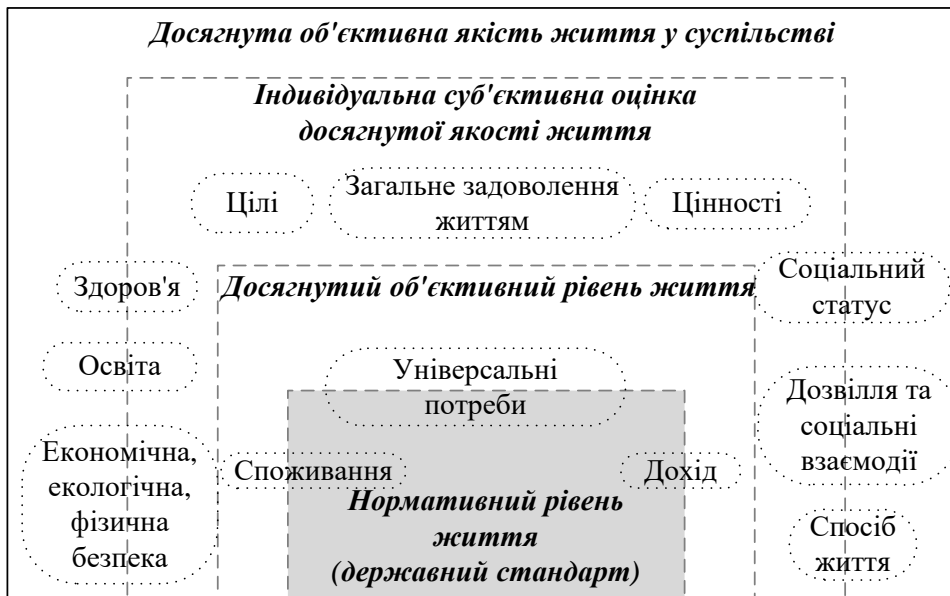 Досягнута об'єктивна якість життя у суспільстві
Індивідуальна суб'єктивна оцінка
досягнутої якості життя
Цілі
Загальне задоволення
життям
Цінності
Здоров'я
Досягнутий об'єктивний рівень життя
Соціальний
статус
Освіта
Універсальні
потреби
Дозвілля та
соціальні
взаємодії
Економічна,
екологічна,
фізична
безпека
Споживання
Дохід
Нормативний рівень
життя
(державний стандарт)
Спосіб
життя